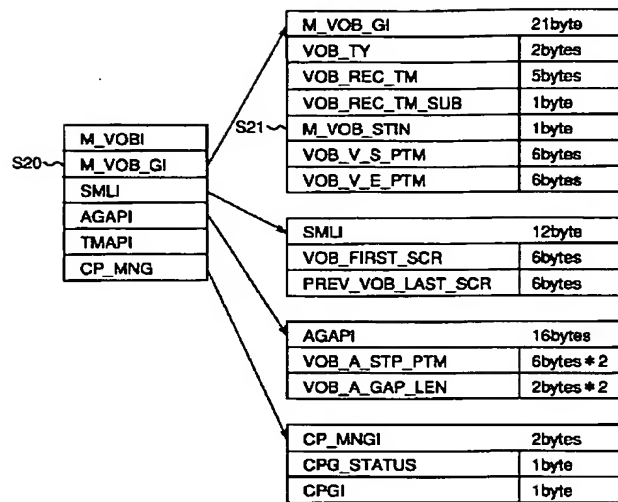 M_VOB_GI 21byte
VOB_TY 2bytes
VOB_REC_TM 5bytes
VOB_REC_TM_SUB 1byte
S21 M_VOB_STIN 1byte
VOB_V_S_PTM 6bytes
VOB_V_E_PTM 6bytes
M_VOBI
S20 M_VOB_GI
SMLI
AGAPI
TMAPI
CP_MNG
SMLI 12byte
VOB_FIRST_SCR 6bytes
PREV_VOB_LAST_SCR 6bytes
AGAPI 16bytes
VOB_A_STP_PTM 6bytes*2
VOB_A_GAP_LEN 2bytes*2
CP_MNGI 2bytes
CPG_STATUS 1byte
CPGI 1byte